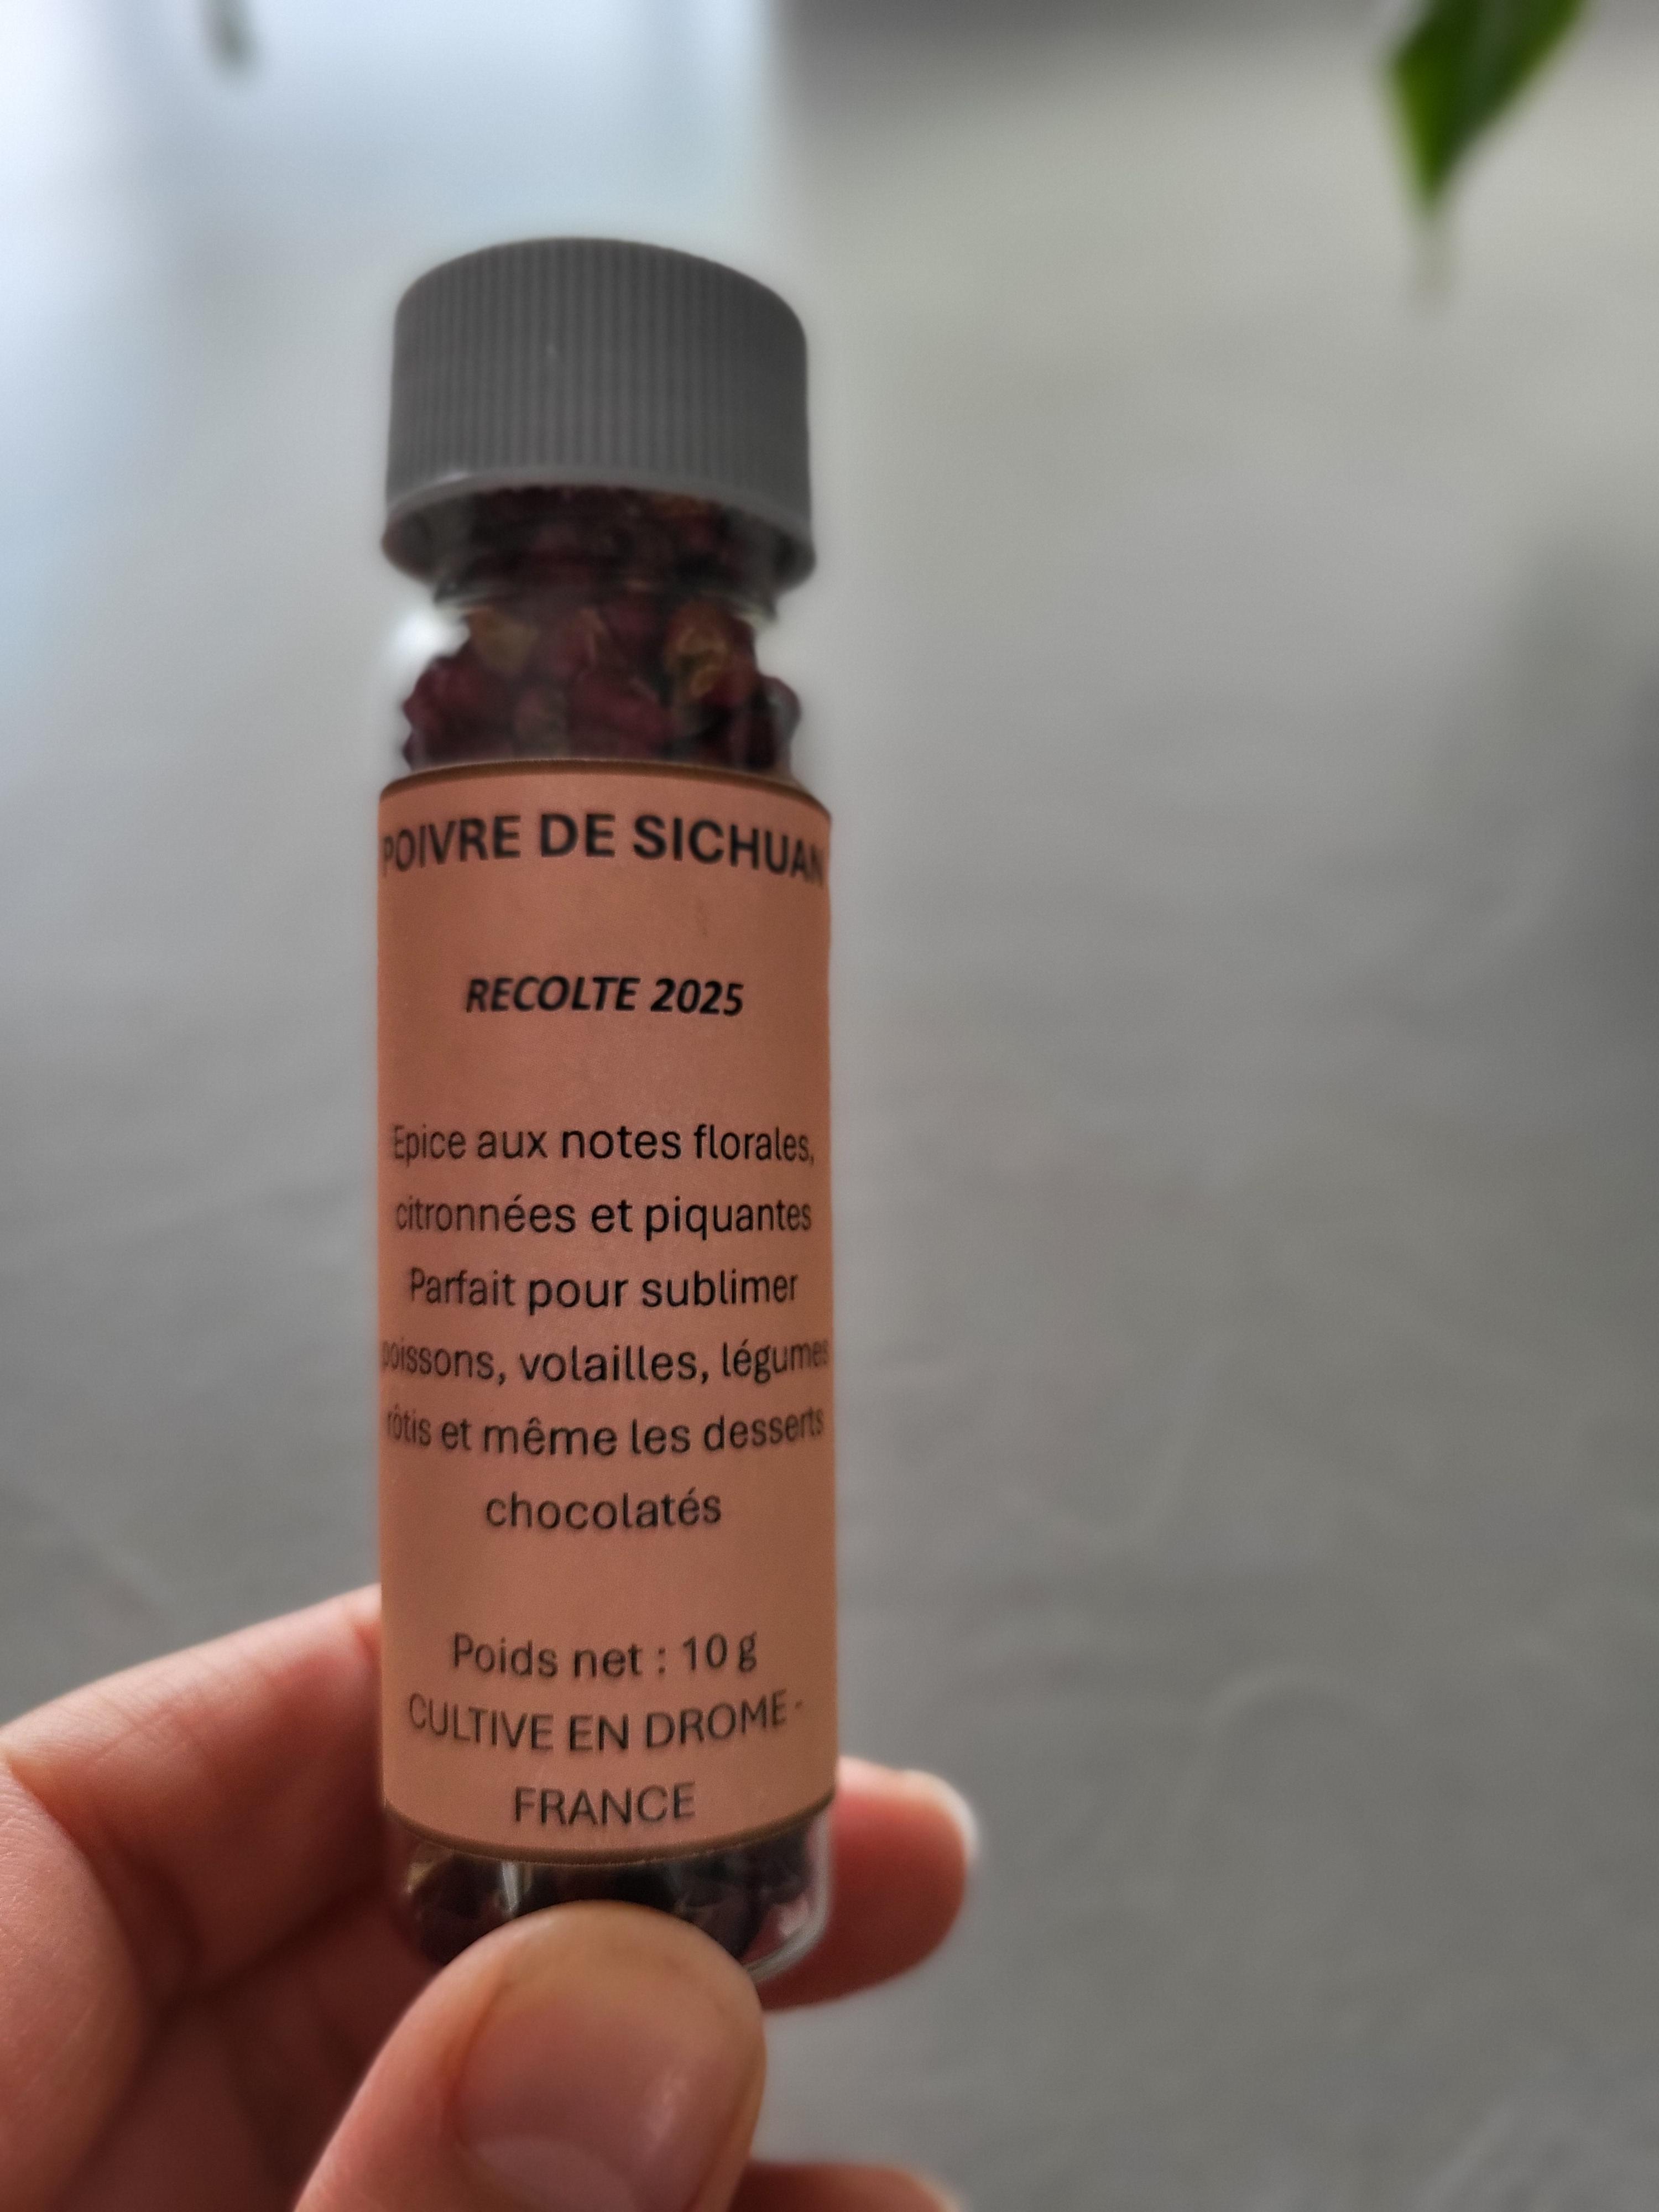 POIVRE DE SICHUAN
RECOLTE 2025
Epice aux notes florales,
citronnées et piquantes
Parfait pour sublimer
poissons, volailles, légumes
rôtis et même les desserts
chocolatés
Poids net : 10 g
CULTIVE EN DROME -
FRANCE